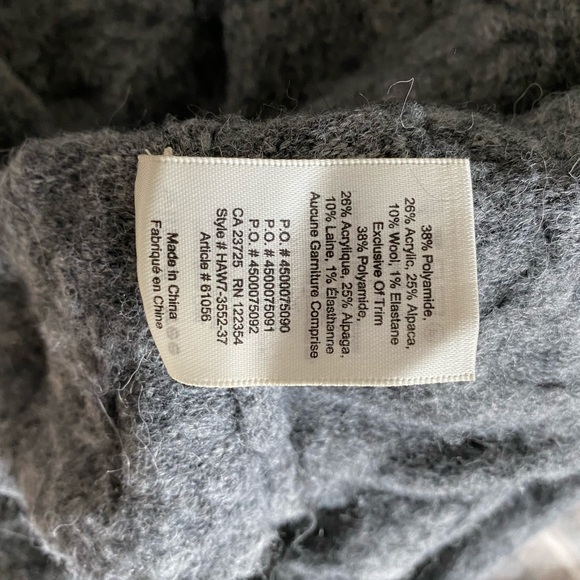 38% Polyamide,
26% Acrylic, 25% Alpaca,
10% Wool, 1% Elastane
Exclusive Of Trim
38% Polyamide,
26% Acrylique, 25% Alpaga,
10% Laine, 1% Élasthanne
Aucune Garniture Comprise
P.O. # 4500075090
P.O. # 4500075091
P.O. # 4500075092
CA 23725 RN 122354
Style # HAW7-3552-37
Article # 61056
Made in China
Fabriqué en Chine